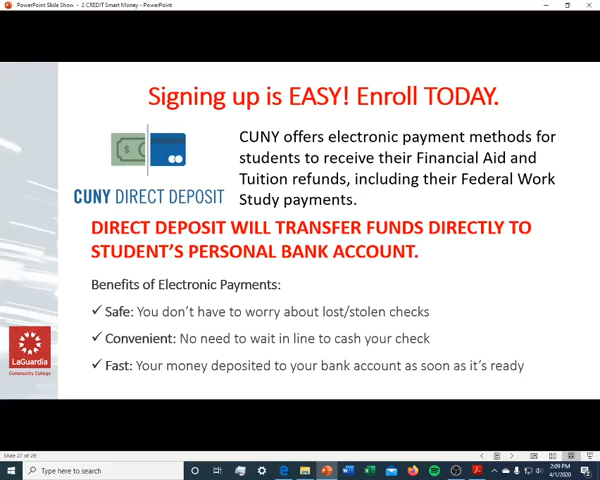 PowerPoint Slide Show - 2 CREDIT Smart Money - PowerPoint
Signing up is EASY! Enroll TODAY.
$
CUNY DIRECT DEPOSIT
CUNY offers electronic payment methods for
students to receive their Financial Aid and
Tuition refunds, including their Federal Work
Study payments.
DIRECT DEPOSIT WILL TRANSFER FUNDS DIRECTLY TO
STUDENT'S PERSONAL BANK ACCOUNT.
Benefits of Electronic Payments:
✓ Safe: You don't have to worry about lost/stolen checks
✓ Convenient: No need to wait in line to cash your check
✓ Fast: Your money deposited to your bank account as soon as it's ready
LaGuardia
Community College
Slide 27 of 29
Type here to search
2:09 PM
4/1/2020